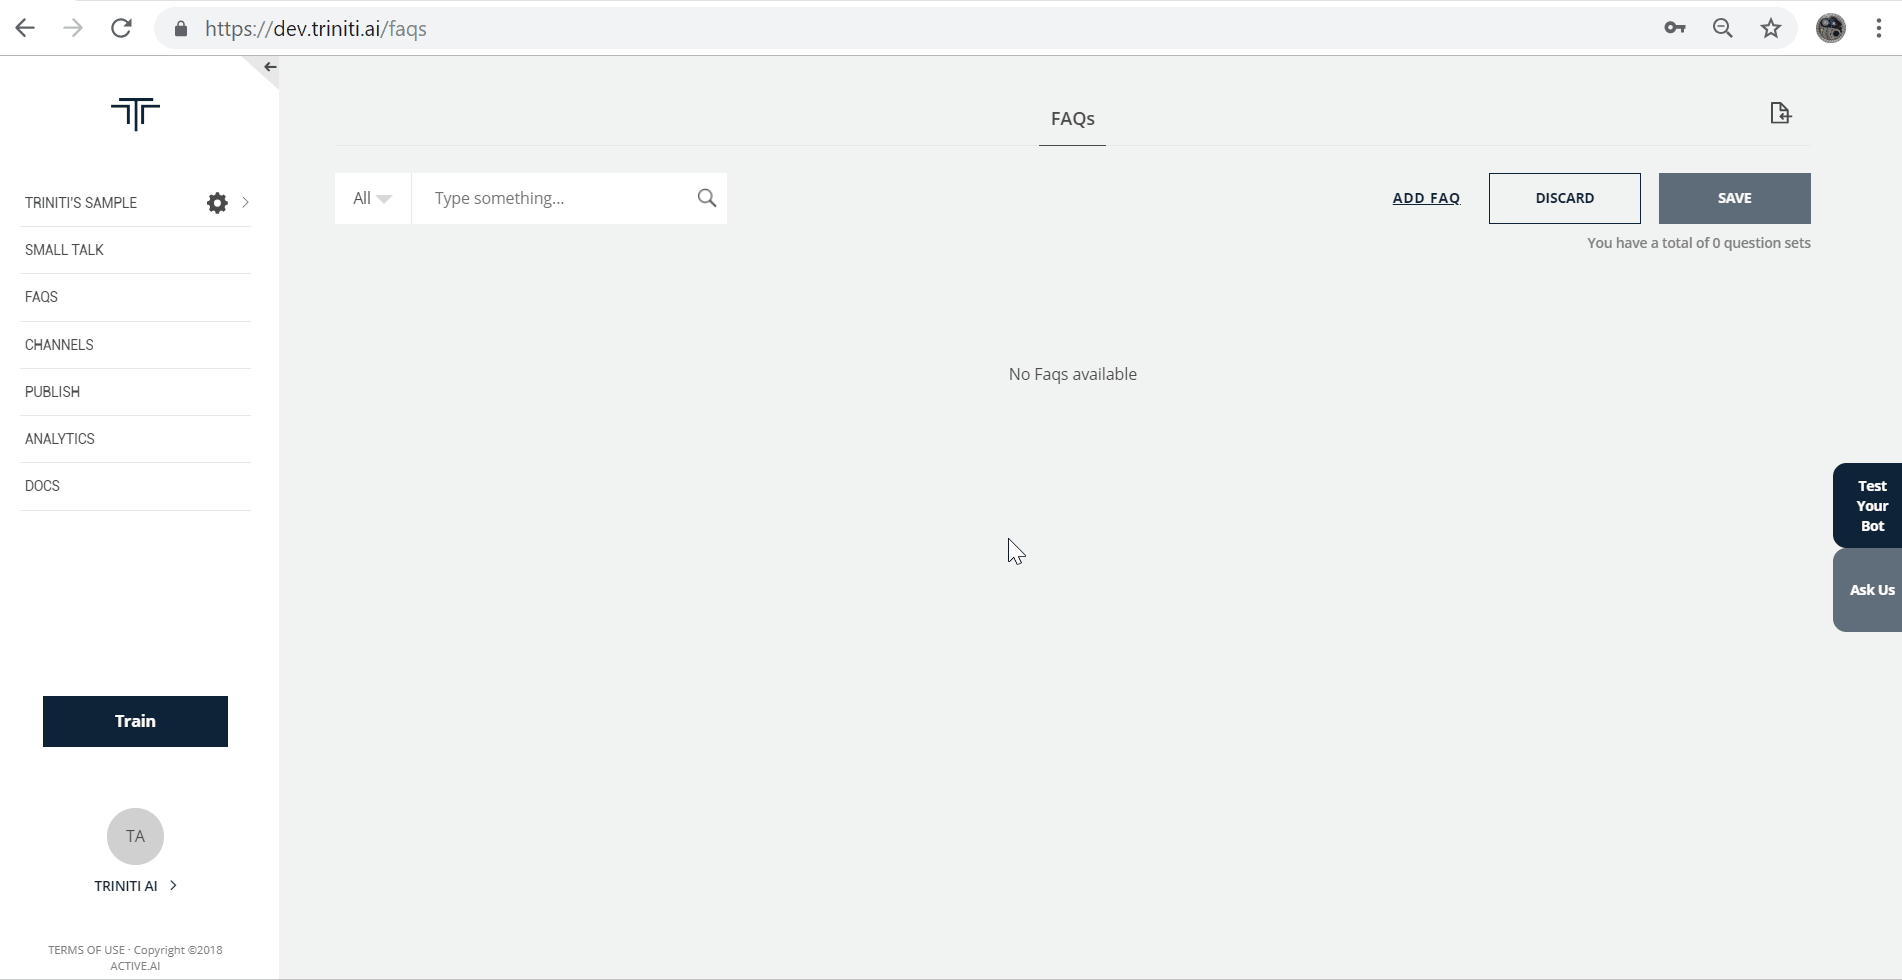 https://dev.triniti.ai/faqs
TRINITI'S SAMPLE
SMALL TALK
FAQS
CHANNELS
PUBLISH
ANALYTICS
DOCS
Train
TA
TRINITI AI
TERMS OF USE · Copyright ©2018
ACTIVE.AI
FAQs
All
Type something...
ADD FAQ
DISCARD
SAVE
You have a total of 0 question sets
No Faqs available
Test
Your
Bot
Ask Us